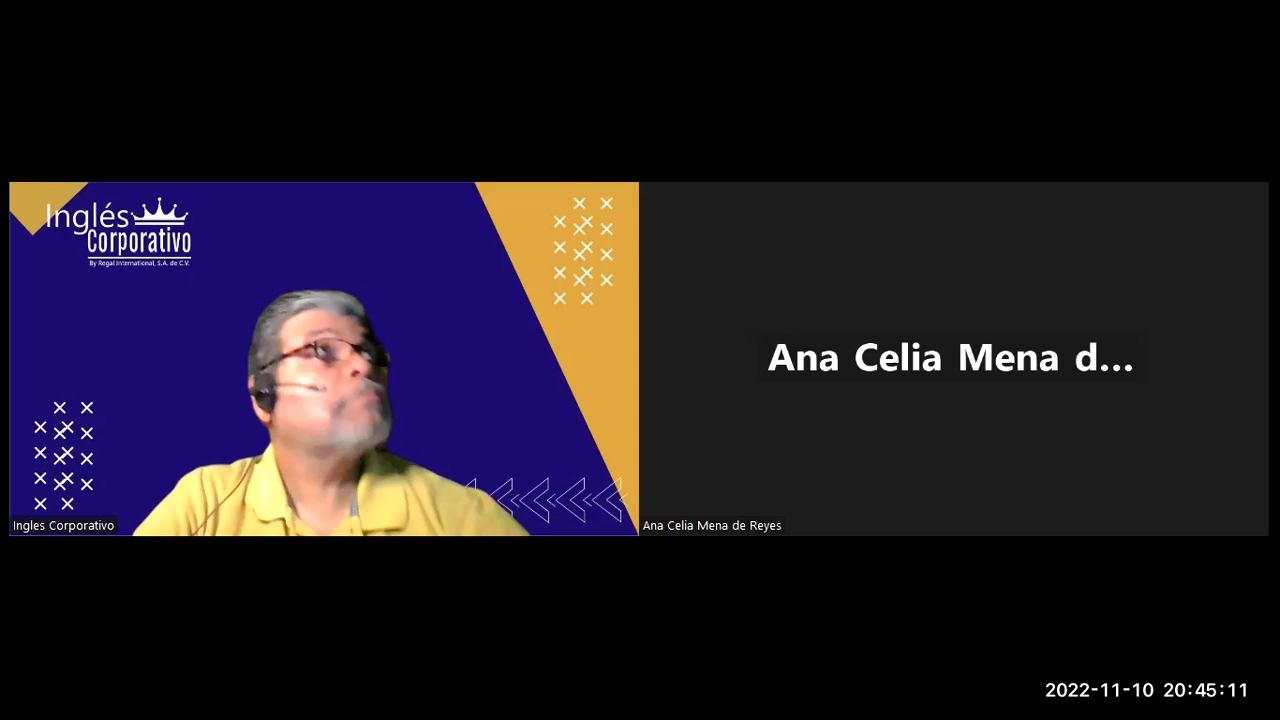 Inglés
Corporativo
By Regal International, S.A. de C.V.
Ana Celia Mena d...
Ingles Corporativo
Ana Celia Mena de Reyes
2022-11-10 20:45:11